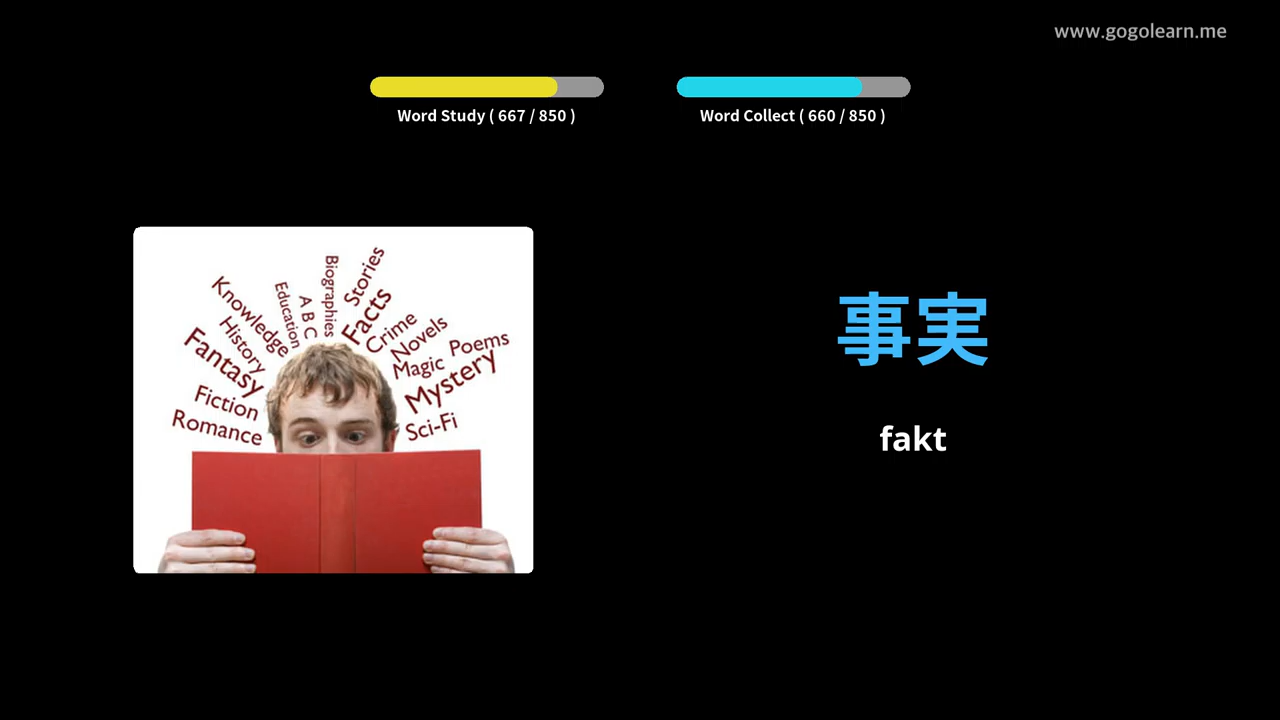 www.gogolearn.me
Word Study ( 667 / 850 )
Word Collect ( 660 / 850 )
Knowledge
Education
A B C
Biographies
Stories
Facts
Crime
Novels
Poems
History
Fantasy
Magic
Mystery
Fiction
Romance
Sci-Fi
事実
fakt